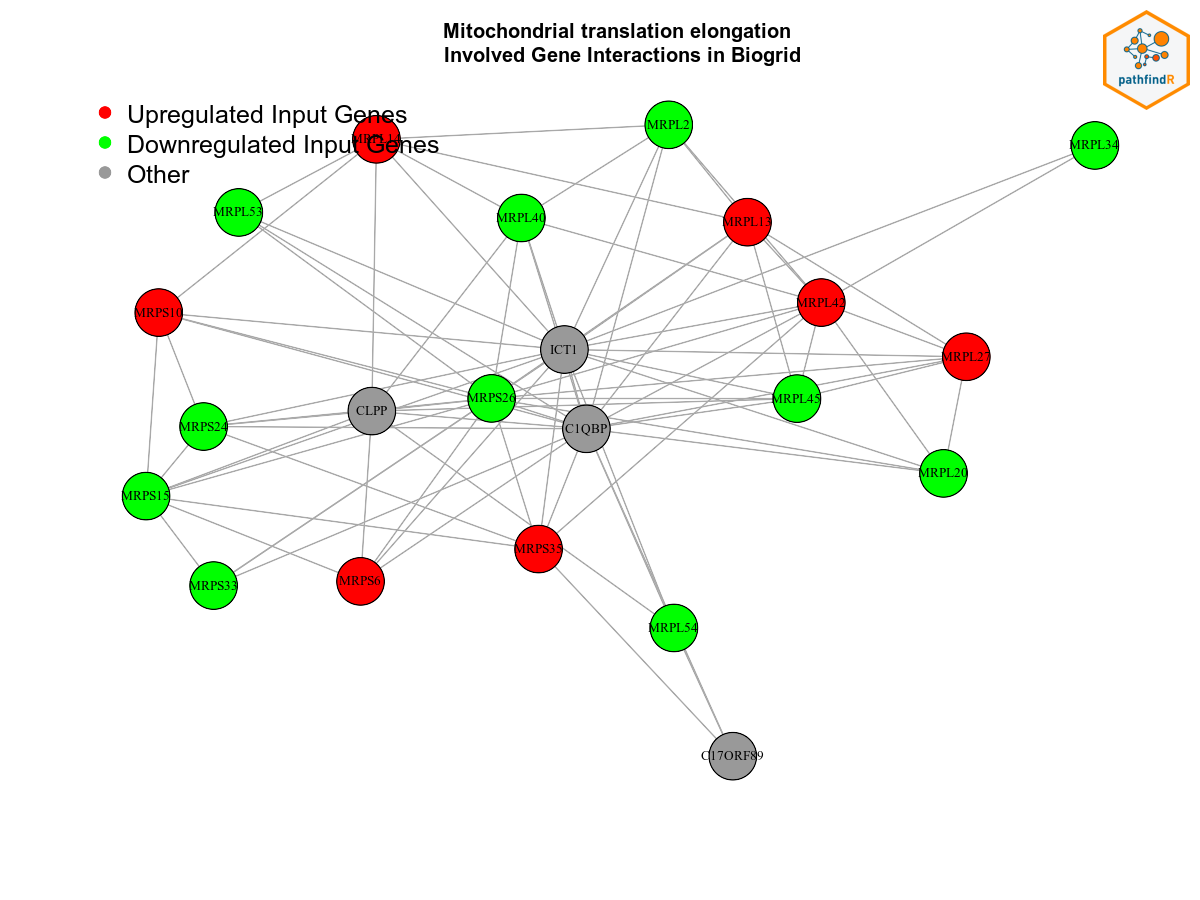 Mitochondrial translation elongation
Involved Gene Interactions in Biogrid
pathfindR
Upregulated Input Genes
Downregulated Input Genes
Other
MRPL2
MRPL34
MRPL53
MRPL40
MRPL13
MRPS10
MRPL42
ICT1
MRPL27
CLPP
MRPS26
MRPL45
MRPS24
C1QBP
MRPL20
MRPS15
MRPS35
MRPS33
MRPS6
MRPL54
C17ORF89